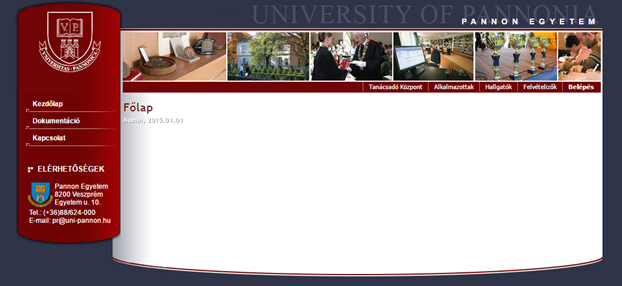 UNIVERSITY OF PANNONIA
PANNON EGYETEM
VP
UNIVERSITAS PANNONICA
Kezdőlap
Dokumentáció
Kapcsolat
ELÉRHETŐSÉGEK
Pannon Egyetem
8200 Veszprém
Egyetem u. 10.
Tel.: (+36)88/624-000
E-mail: pr@uni-pannon.hu
Tanácsadó Központ
Alkalmazottak
Hallgatók
Felvételizők
Belépés
Főlap
Admin, 2015.01.01